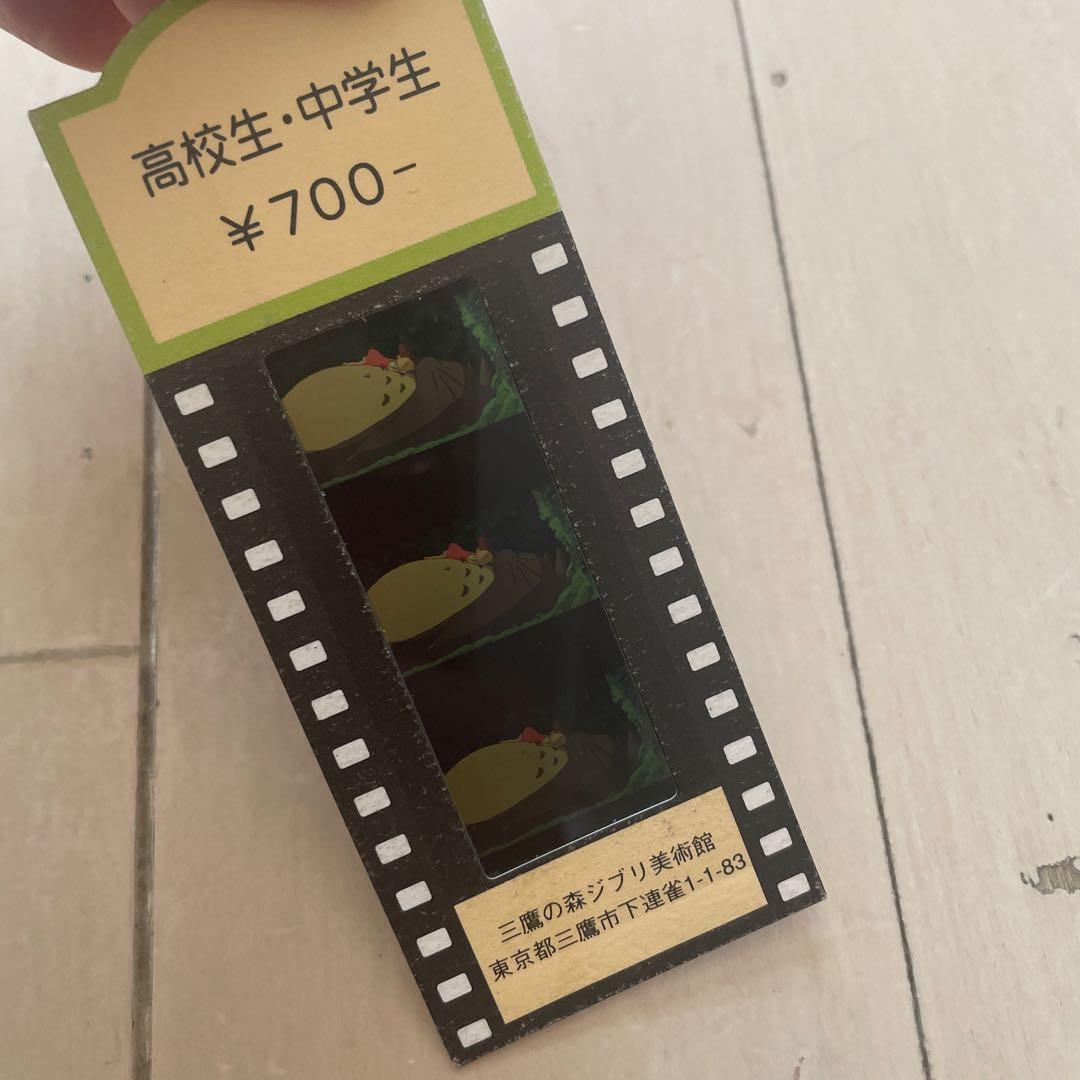 高校生・中学生
￥700-
三鷹の森ジブリ美術館
東京都三鷹市下連雀1-1-83